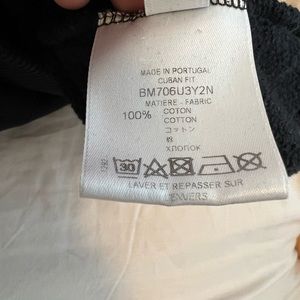 MADE IN PORTUGAL
CUBAN FIT
BM706U3Y2N
MATIERE - FABRIC
100% COTON
COTTON
コットン
棉
ХЛОПОК
30
LAVER ET REPASSER SUR